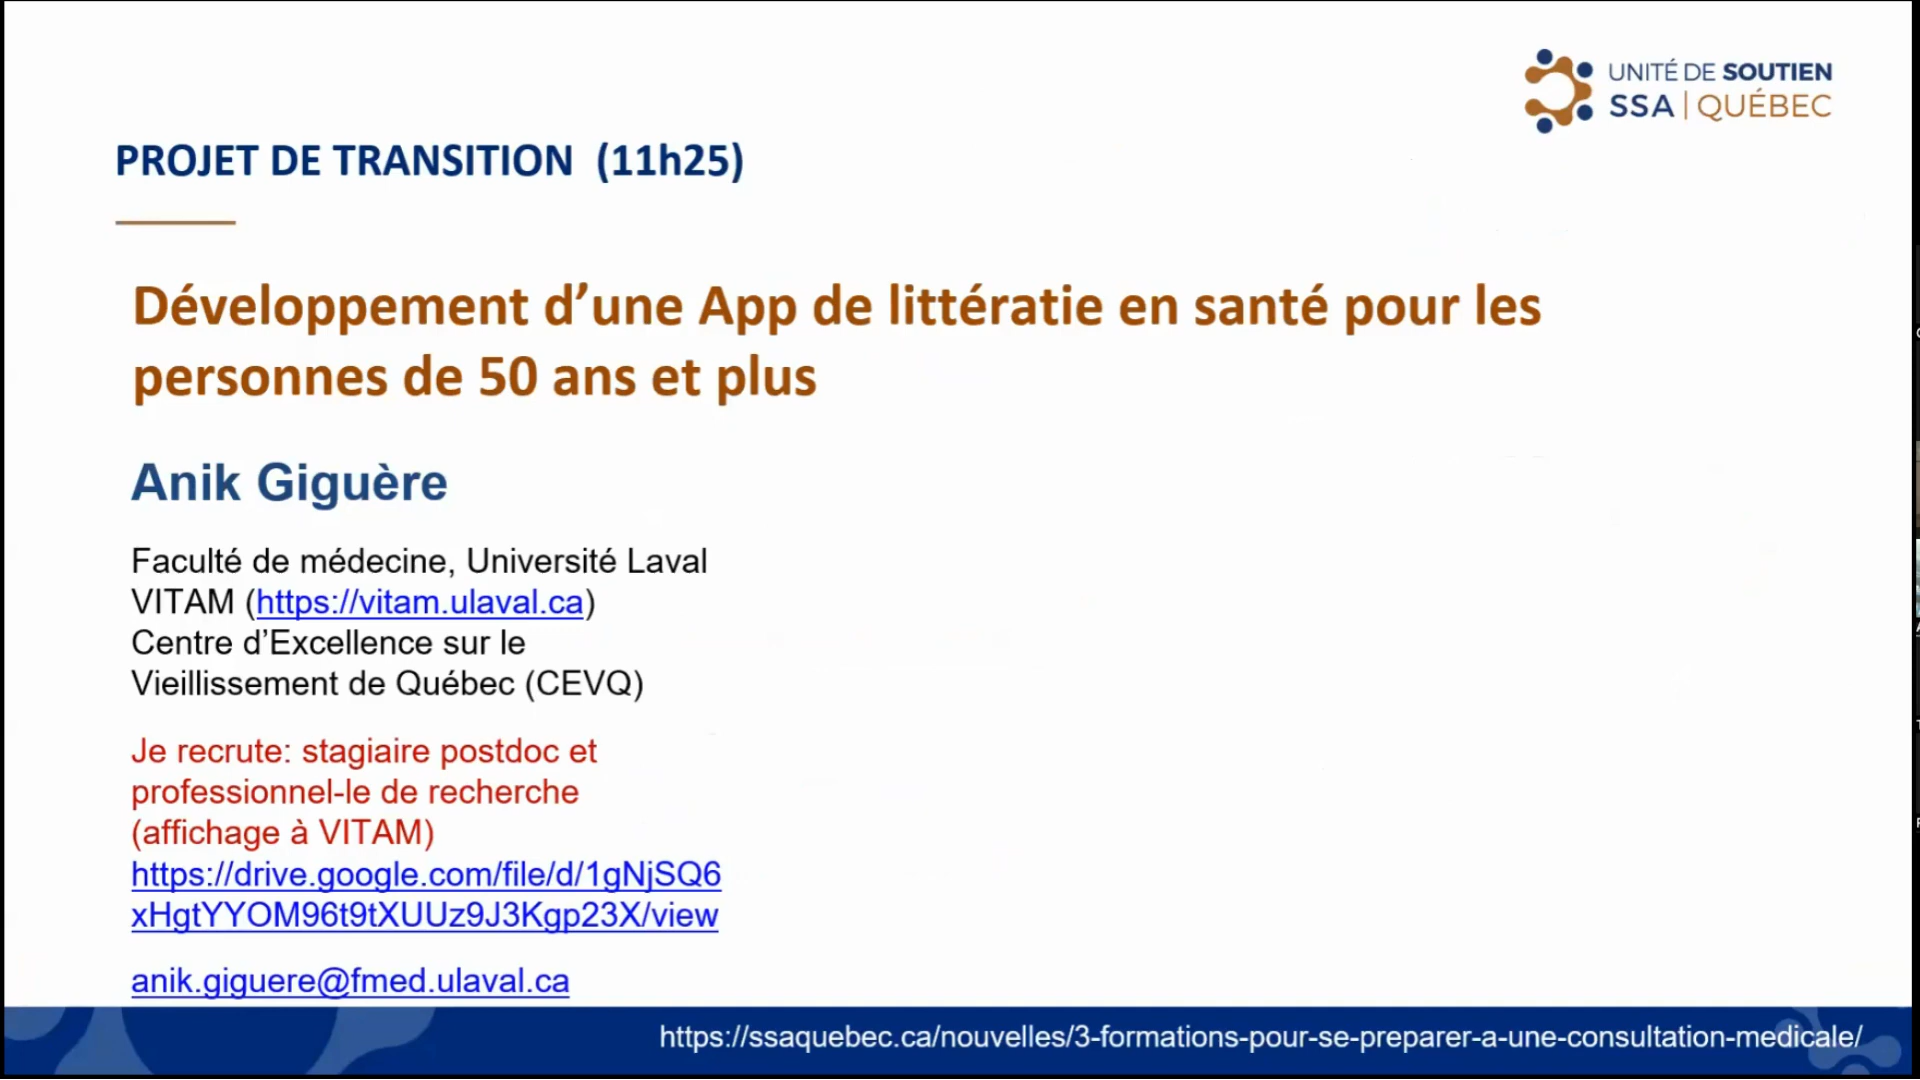 UNITÉ DE SOUTIEN
SSA | QUÉBEC
PROJET DE TRANSITION (11h25)
Développement d’une App de littératie en santé pour les
personnes de 50 ans et plus
Anik Giguère
Faculté de médecine, Université Laval
VITAM (https://vitam.ulaval.ca)
Centre d’Excellence sur le
Vieillissement de Québec (CEVQ)
Je recrute: stagiaire postdoc et
professionnel-le de recherche
(affichage à VITAM)
https://drive.google.com/file/d/1gNjSQ6
xHgtYYOM96t9tXUUz9J3Kgp23X/view
anik.giguere@fmed.ulaval.ca
https://ssaquebec.ca/nouvelles/3-formations-pour-se-preparer-a-une-consultation-medicale/